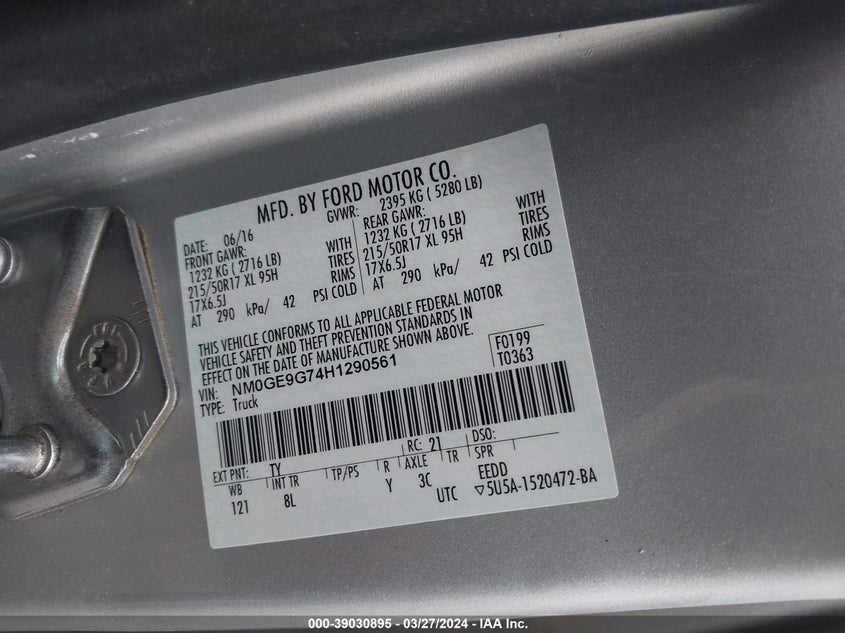 MFD. BY FORD MOTOR CO.
DATE: 06/16 GVWR: 2395 KG ( 5280 LB)
FRONT GAWR: REAR GAWR:
1232 KG ( 2716 LB) WITH 1232 KG ( 2716 LB) WITH
215/50R17 XL 95H TIRES 215/50R17 XL 95H TIRES
17X6.5J RIMS 17X6.5J RIMS
AT 290 kPa/ 42 PSI COLD AT 290 kPa/ 42 PSI COLD
THIS VEHICLE CONFORMS TO ALL APPLICABLE FEDERAL MOTOR
VEHICLE SAFETY AND THEFT PREVENTION STANDARDS IN
EFFECT ON THE DATE OF MANUFACTURE SHOWN ABOVE.
VIN: NM0GE9G74H1290561 F0199
TYPE: Truck T0363
EXT PNT: TY RC: 21 DSO:
WB INT TR TP/PS R AXLE TR SPR
121 8L Y 3C EEDD
UTC ▽5U5A-1520472-BA
000-39030895 - 03/27/2024 - IAA Inc.